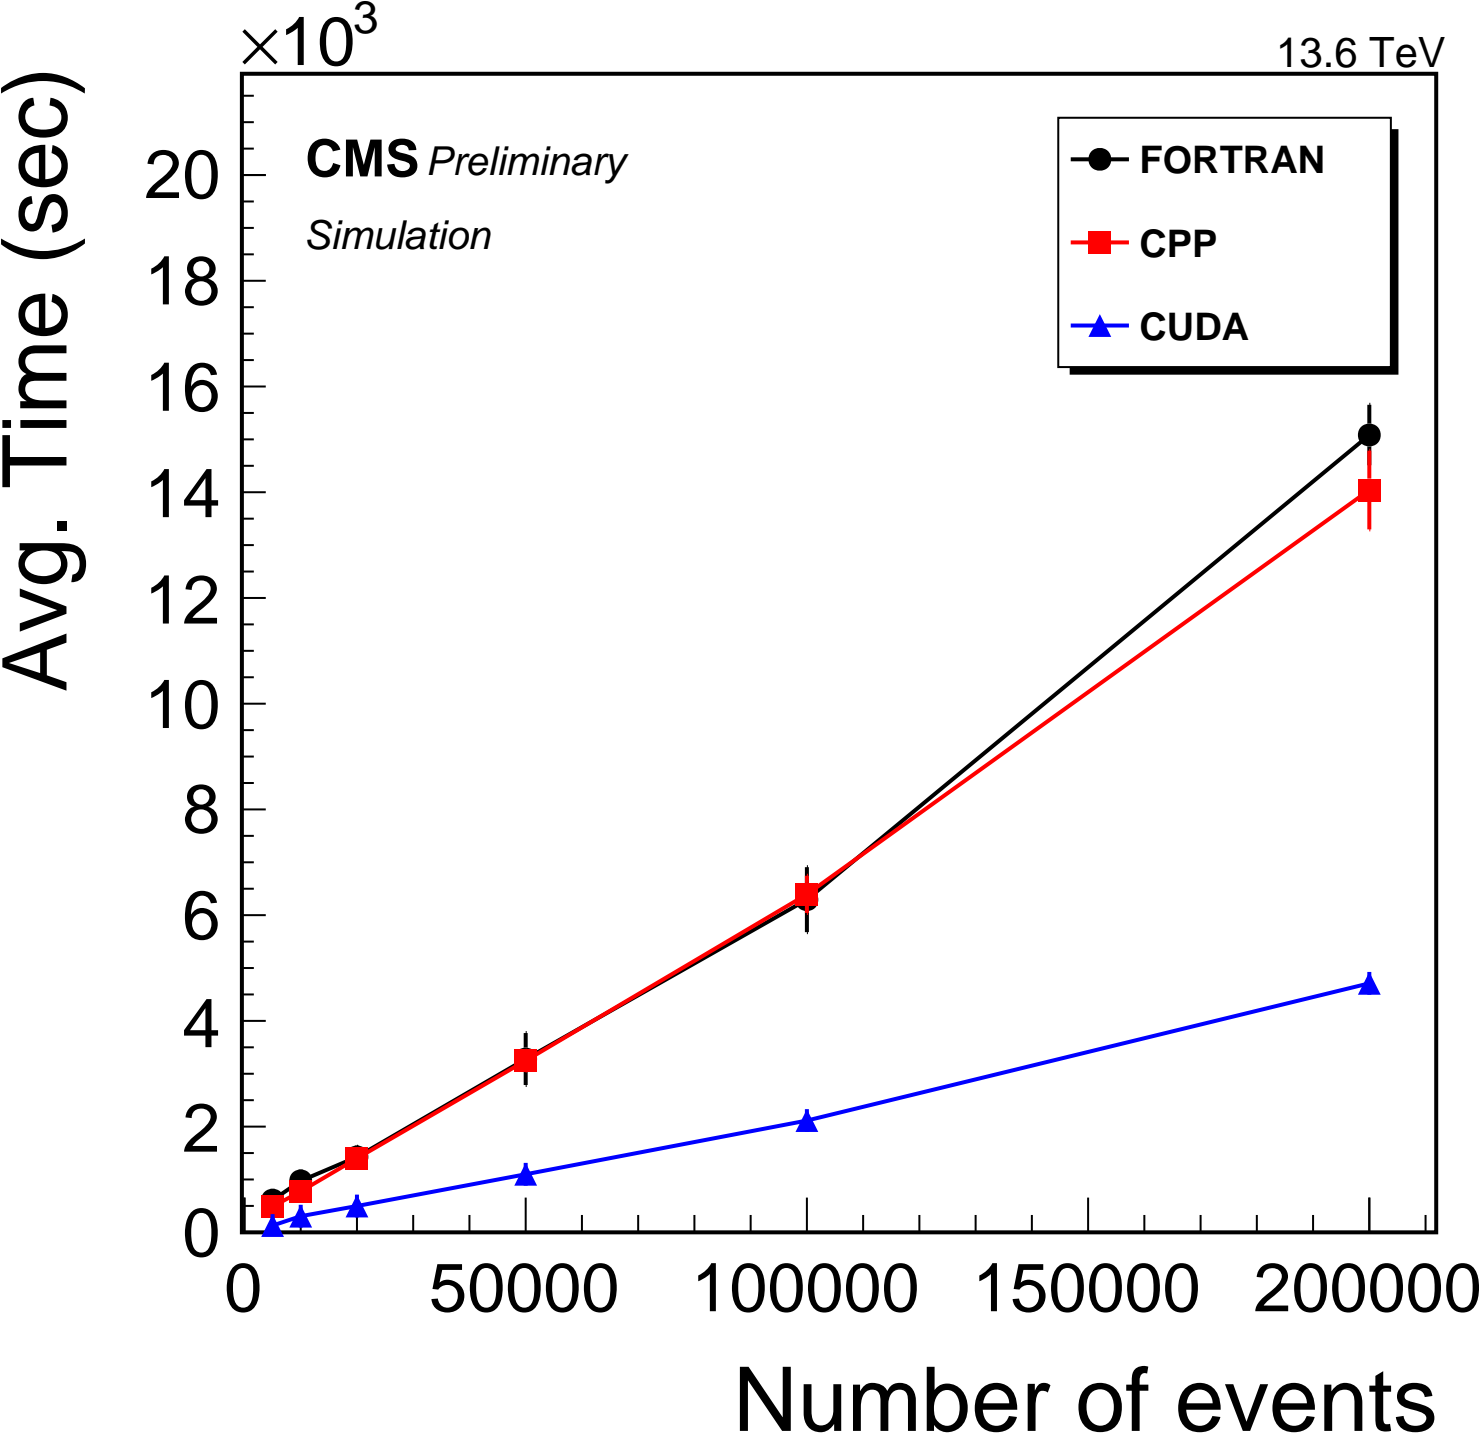 ×10³
13.6 TeV
CMS Preliminary
Simulation
FORTRAN
CPP
CUDA
Avg. Time (sec)
20
18
16
14
12
10
8
6
4
2
0
0 50000 100000 150000 200000
Number of events